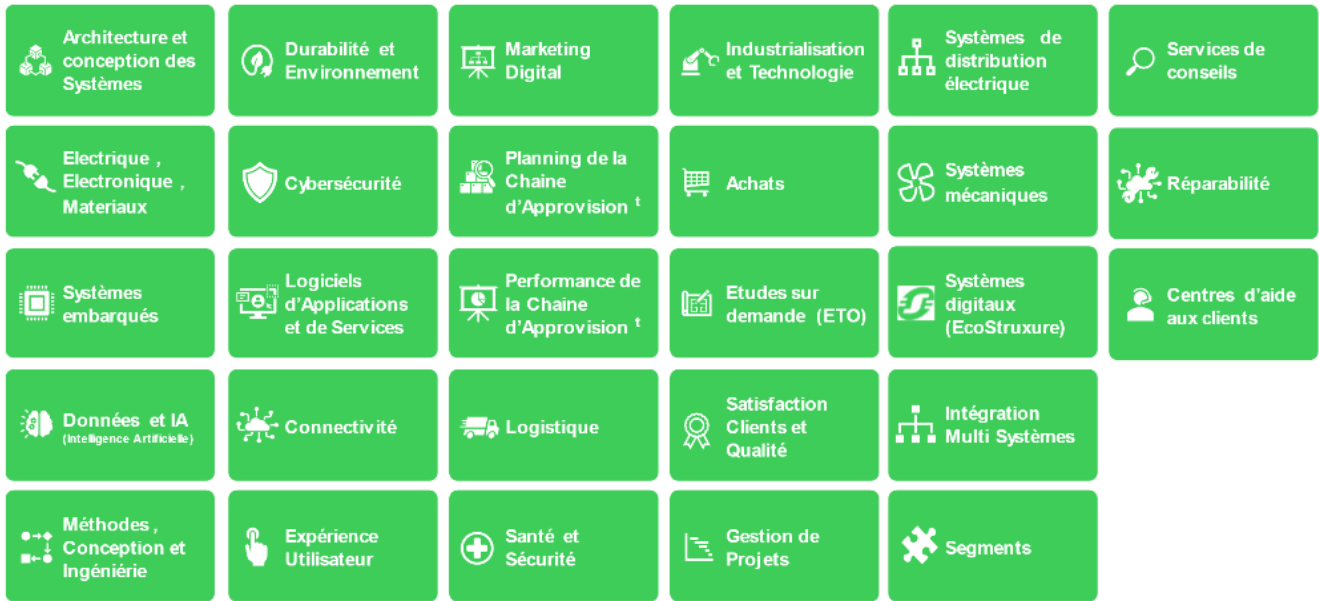 Architecture et
conception des
Systèmes
Durabilité et
Environnement
Marketing
Digital
Industrialisation
et Technologie
Systèmes de
distribution
électrique
Services de
conseils
Electrique ,
Electronique ,
Materiaux
Cybersécurité
Planning de la
Chaine
d'Approvision t
Achats
Systèmes
mécaniques
Réparabilité
Systèmes
embarqués
Logiciels
d'Applications
et de Services
Performance de
la Chaine
d'Approvision t
Etudes sur
demande (ETO)
Systèmes
digitaux
(EcoStruxure)
Centres d'aide
aux clients
Données et IA
(Intelligence Artificielle)
Connectivité
Logistique
Satisfaction
Clients et
Qualité
Intégration
Multi Systèmes
Méthodes ,
Conception et
Ingéniérie
Expérience
Utilisateur
Santé et
Sécurité
Gestion de
Projets
Segments